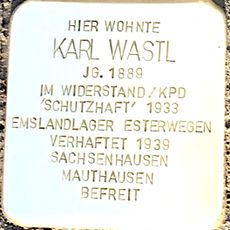 HIER WOHNTE
KARL WASTL
JG. 1889
IM WIDERSTAND / KPD
'SCHUTZHAFT' 1933
EMSLANDLAGER ESTERWEGEN
VERHAFTET 1939
SACHSENHAUSEN
MAUTHAUSEN
BEFREIT